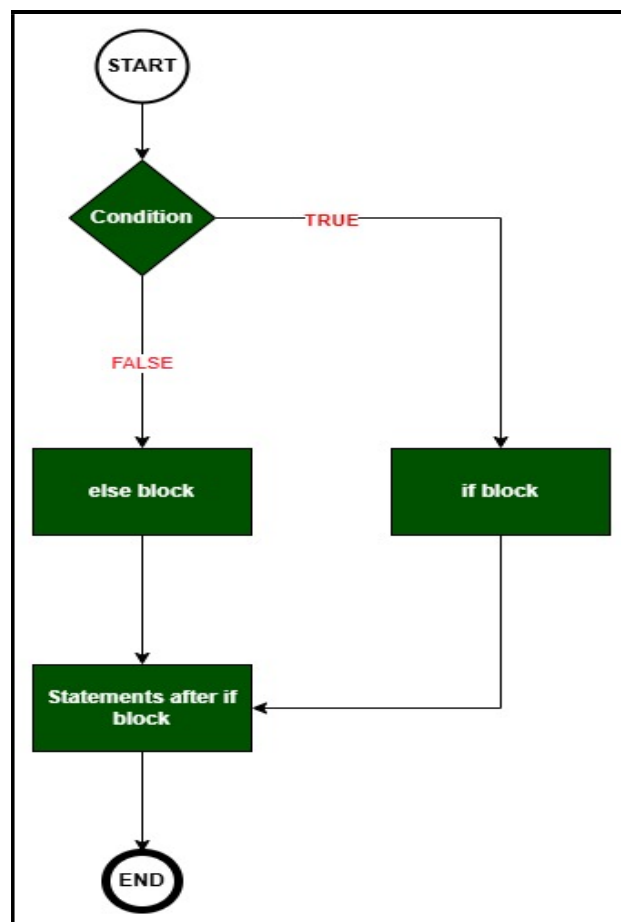 START
Condition
TRUE
FALSE
else block
if block
Statements after if
block
END